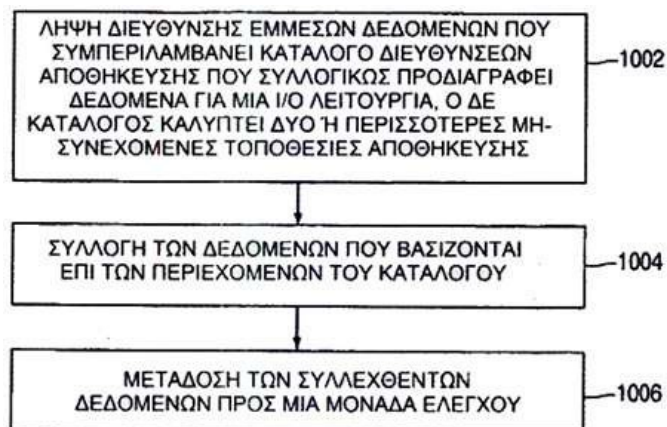 ΛΗΨΗ ΔΙΕΥΘΥΝΣΗΣ ΕΜΜΕΣΩΝ ΔΕΔΟΜΕΝΩΝ ΠΟΥ
ΣΥΜΠΕΡΙΛΑΜΒΑΝΕΙ ΚΑΤΑΛΟΓΟ ΔΙΕΥΘΥΝΣΕΩΝ
ΑΠΟΘΗΚΕΥΣΗΣ ΠΟΥ ΣΥΛΛΟΓΙΚΩΣ ΠΡΟΔΙΑΓΡΑΦΕΙ
ΔΕΔΟΜΕΝΑ ΓΙΑ ΜΙΑ Ι/Ο ΛΕΙΤΟΥΡΓΙΑ, Ο ΔΕ
ΚΑΤΑΛΟΓΟΣ ΚΑΛΥΠΤΕΙ ΔΥΟ Ή ΠΕΡΙΣΣΟΤΕΡΕΣ ΜΗ-
ΣΥΝΕΧΟΜΕΝΕΣ ΤΟΠΟΘΕΣΙΕΣ ΑΠΟΘΗΚΕΥΣΗΣ
1002
ΣΥΛΛΟΓΗ ΤΩΝ ΔΕΔΟΜΕΝΩΝ ΠΟΥ ΒΑΣΙΖΟΝΤΑΙ
ΕΠΙ ΤΩΝ ΠΕΡΙΕΧΟΜΕΝΩΝ ΤΟΥ ΚΑΤΑΛΟΓΟΥ
1004
ΜΕΤΑΔΟΣΗ ΤΩΝ ΣΥΛΛΕΧΘΕΝΤΩΝ
ΔΕΔΟΜΕΝΩΝ ΠΡΟΣ ΜΙΑ ΜΟΝΑΔΑ ΕΛΕΓΧΟΥ
1006